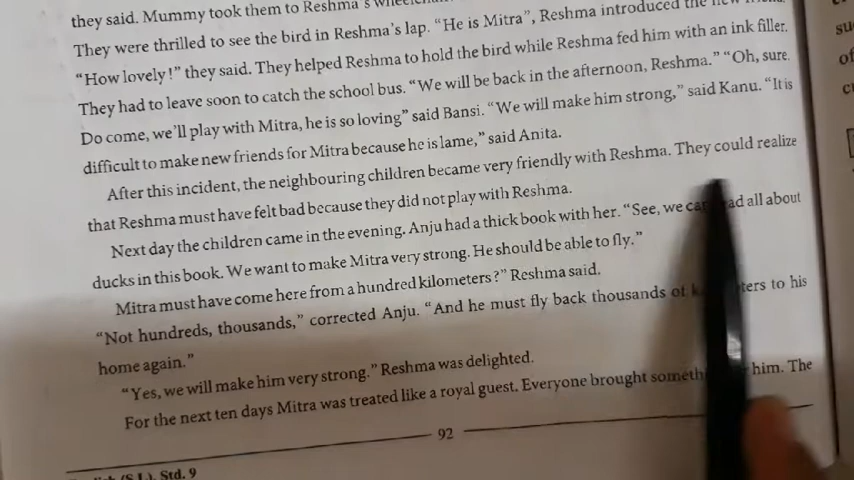 they said. Mummy took them to Reshma's
They were thrilled to see the bird in Reshma's lap. "He is Mitra", Reshma introduced the new
"How lovely!" they said. They helped Reshma to hold the bird while Reshma fed him with an ink filler.
They had to leave soon to catch the school bus. "We will be back in the afternoon, Reshma." "Oh, sure.
Do come, we'll play with Mitra, he is so loving" said Bansi. "We will make him strong," said Kanu. "It is
difficult to make new friends for Mitra because he is lame," said Anita.
After this incident, the neighbouring children became very friendly with Reshma. They could realize
that Reshma must have felt bad because they did not play with Reshma.
Next day the children came in the evening. Anju had a thick book with her. "See, we can read all about
ducks in this book. We want to make Mitra very strong. He should be able to fly."
Mitra must have come here from a hundred kilometers?" Reshma said.
"Not hundreds, thousands," corrected Anju. "And he must fly back thousands of to his
home again."
"Yes, we will make him very strong." Reshma was delighted.
For the next ten days Mitra was treated like a royal guest. Everyone brought him. The
92
(S.L.), Std. 9